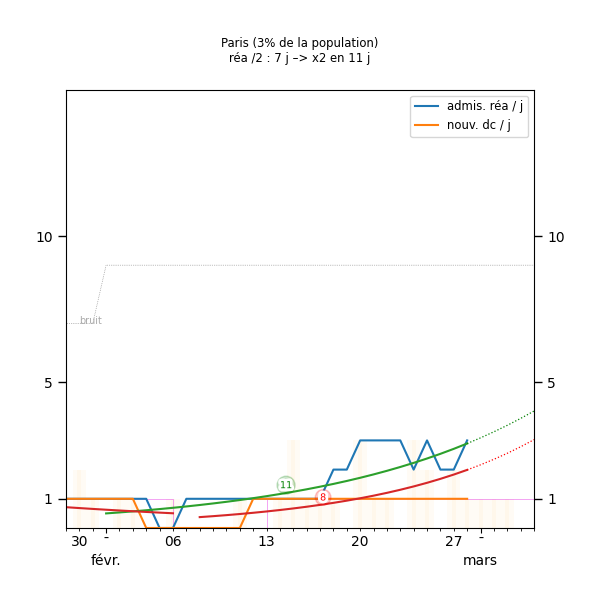 Paris (3% de la population)
réa /2 : 7 j –> x2 en 11 j
admis. réa / j
nouv. dc / j
10
10
bruit
5
5
11
8
1
1
30
-
06
13
20
27
-
févr.
mars